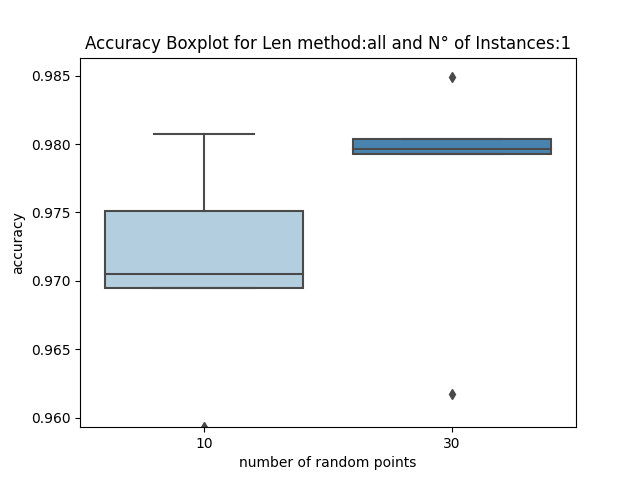 Accuracy Boxplot for Len method:all and N° of Instances:1
0.985
0.980
0.975
0.970
0.965
0.960
accuracy
10 30
number of random points